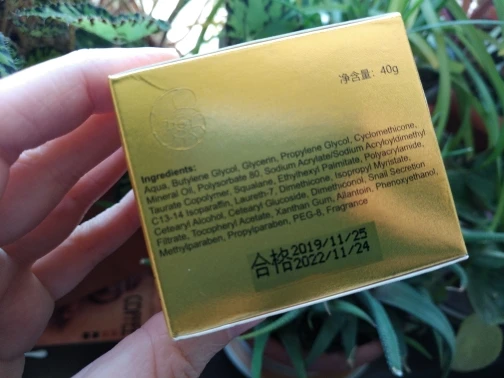 净含量: 40g
Ingredients:
Aqua, Butylene Glycol, Glycerin, Propylene Glycol, Cyclomethicone,
Mineral Oil, Polysorbate 80, Sodium Acrylate/Sodium Acryloyldimethyl
Taurate Copolymer, Squalane, Ethylhexyl Palmitate, Polyacrylamide,
C13-14 Isoparaffin, Laureth-7, Dimethicone, Isopropyl Myristate,
Cetearyl Alcohol, Cetearyl Glucoside, Dimethiconol, Snail Secretion
Filtrate, Tocopheryl Acetate, Xanthan Gum, Allantoin, Phenoxyethanol,
Methylparaben, Propylparaben, PEG-8, Fragrance
合格 2019/11/25
2022/11/24